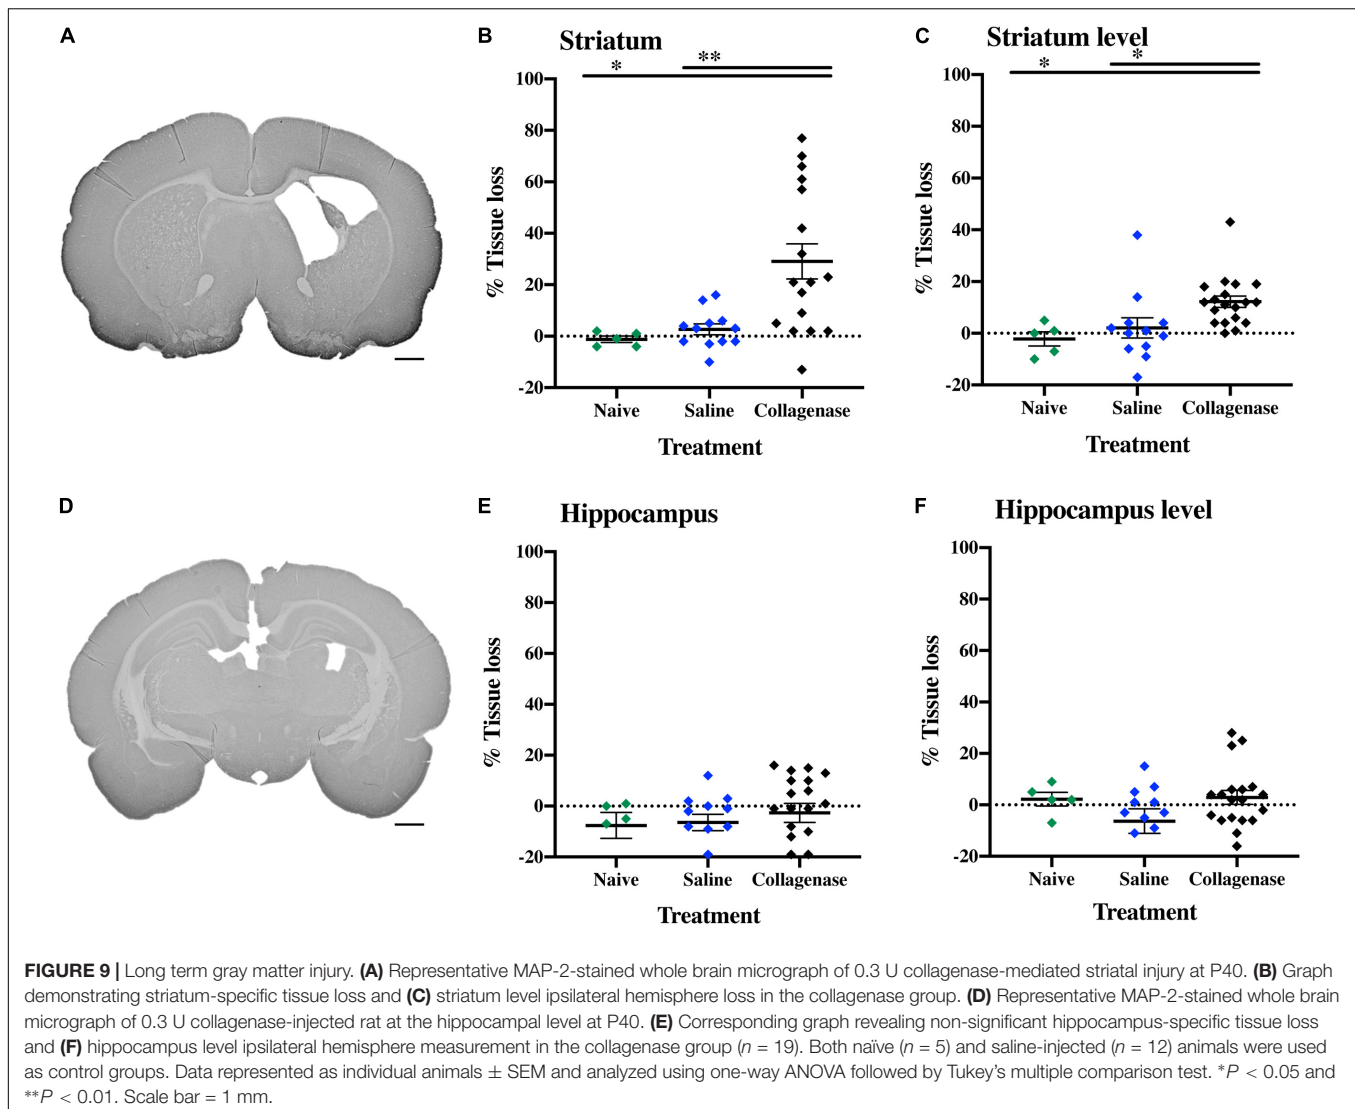 A
B
Striatum
C
Striatum level
*
**
*
*
100
80
60
40
20
0
-20
% Tissue loss
Naive
Saline
Collagenase
Treatment
100
80
60
40
20
0
-20
% Tissue loss
Naive
Saline
Collagenase
Treatment
D
E
Hippocampus
F
Hippocampus level
100
80
60
40
20
0
-20
% Tissue loss
Naive
Saline
Collagenase
Treatment
100
80
60
40
20
0
-20
% Tissue loss
Naive
Saline
Collagenase
Treatment
FIGURE 9 | Long term gray matter injury. (A) Representative MAP-2-stained whole brain micrograph of 0.3 U collagenase-mediated striatal injury at P40. (B) Graph
demonstrating striatum-specific tissue loss and (C) striatum level ipsilateral hemisphere loss in the collagenase group. (D) Representative MAP-2-stained whole brain
micrograph of 0.3 U collagenase-injected rat at the hippocampal level at P40. (E) Corresponding graph revealing non-significant hippocampus-specific tissue loss
and (F) hippocampus level ipsilateral hemisphere measurement in the collagenase group (n = 19). Both naïve (n = 5) and saline-injected (n = 12) animals were used
as control groups. Data represented as individual animals ± SEM and analyzed using one-way ANOVA followed by Tukey's multiple comparison test. *P < 0.05 and
**P < 0.01. Scale bar = 1 mm.